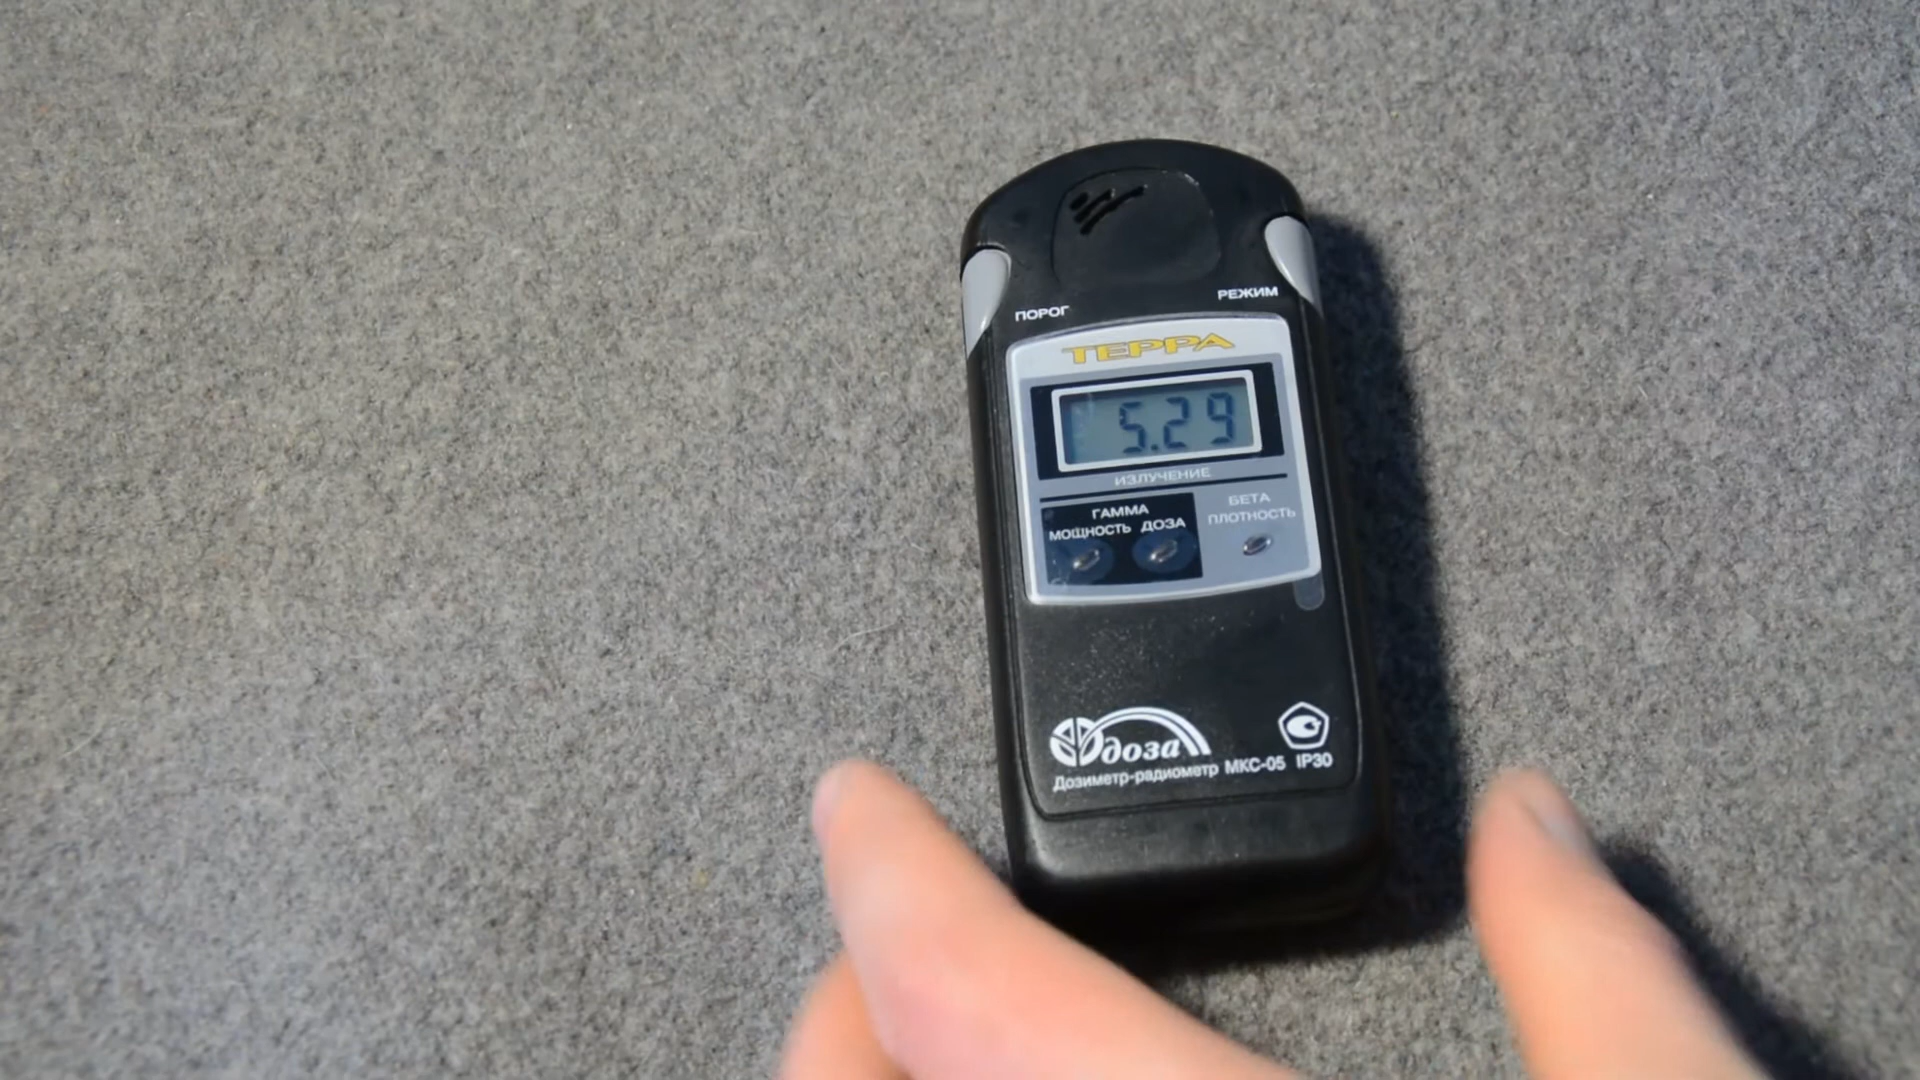 ПОРОГ РЕЖИМ
ТЕРРА
5.29
ИЗЛУЧЕНИЕ
ГАММА
МОЩНОСТЬ ДОЗА
БЕТА
ПЛОТНОСТЬ
доза
Дозиметр-радиометр МКС-05 IP30